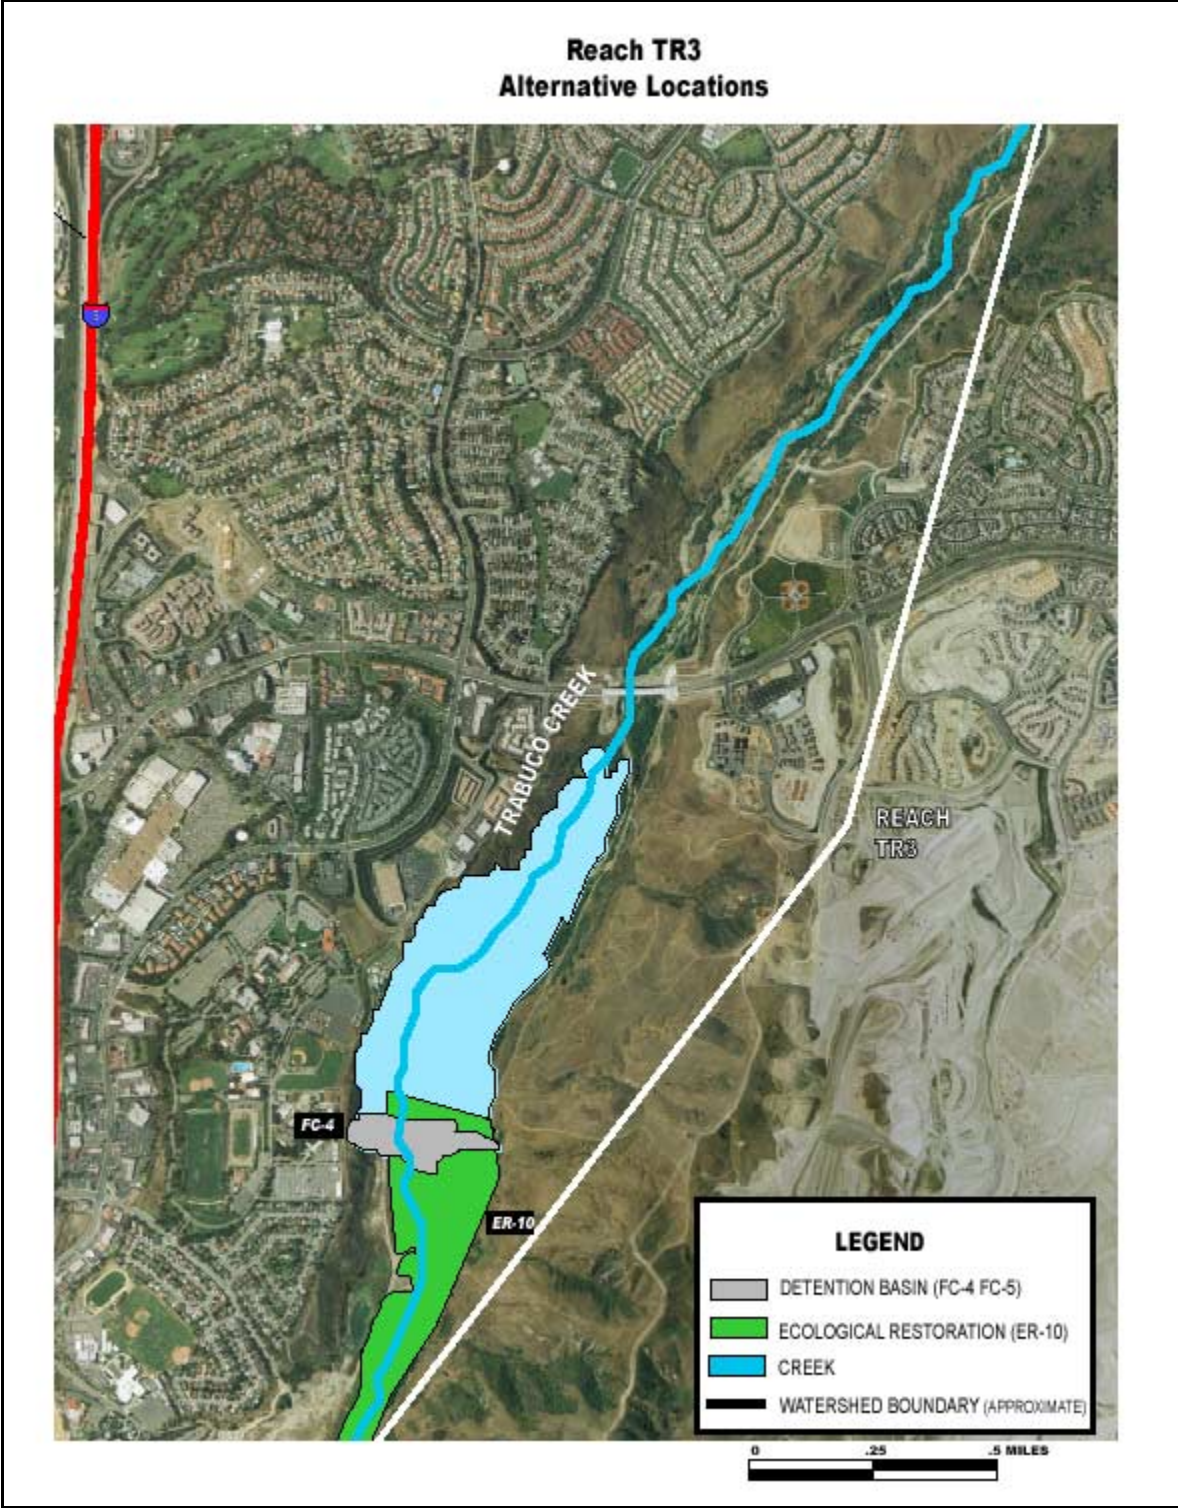 Reach TR3
Alternative Locations
5
TRABUCO CREEK
REACH
TR3
FC-4
ER-10
LEGEND
DETENTION BASIN (FC-4 FC-5)
ECOLOGICAL RESTORATION (ER-10)
CREEK
WATERSHED BOUNDARY (APPROXIMATE)
0 .25 .5 MILES